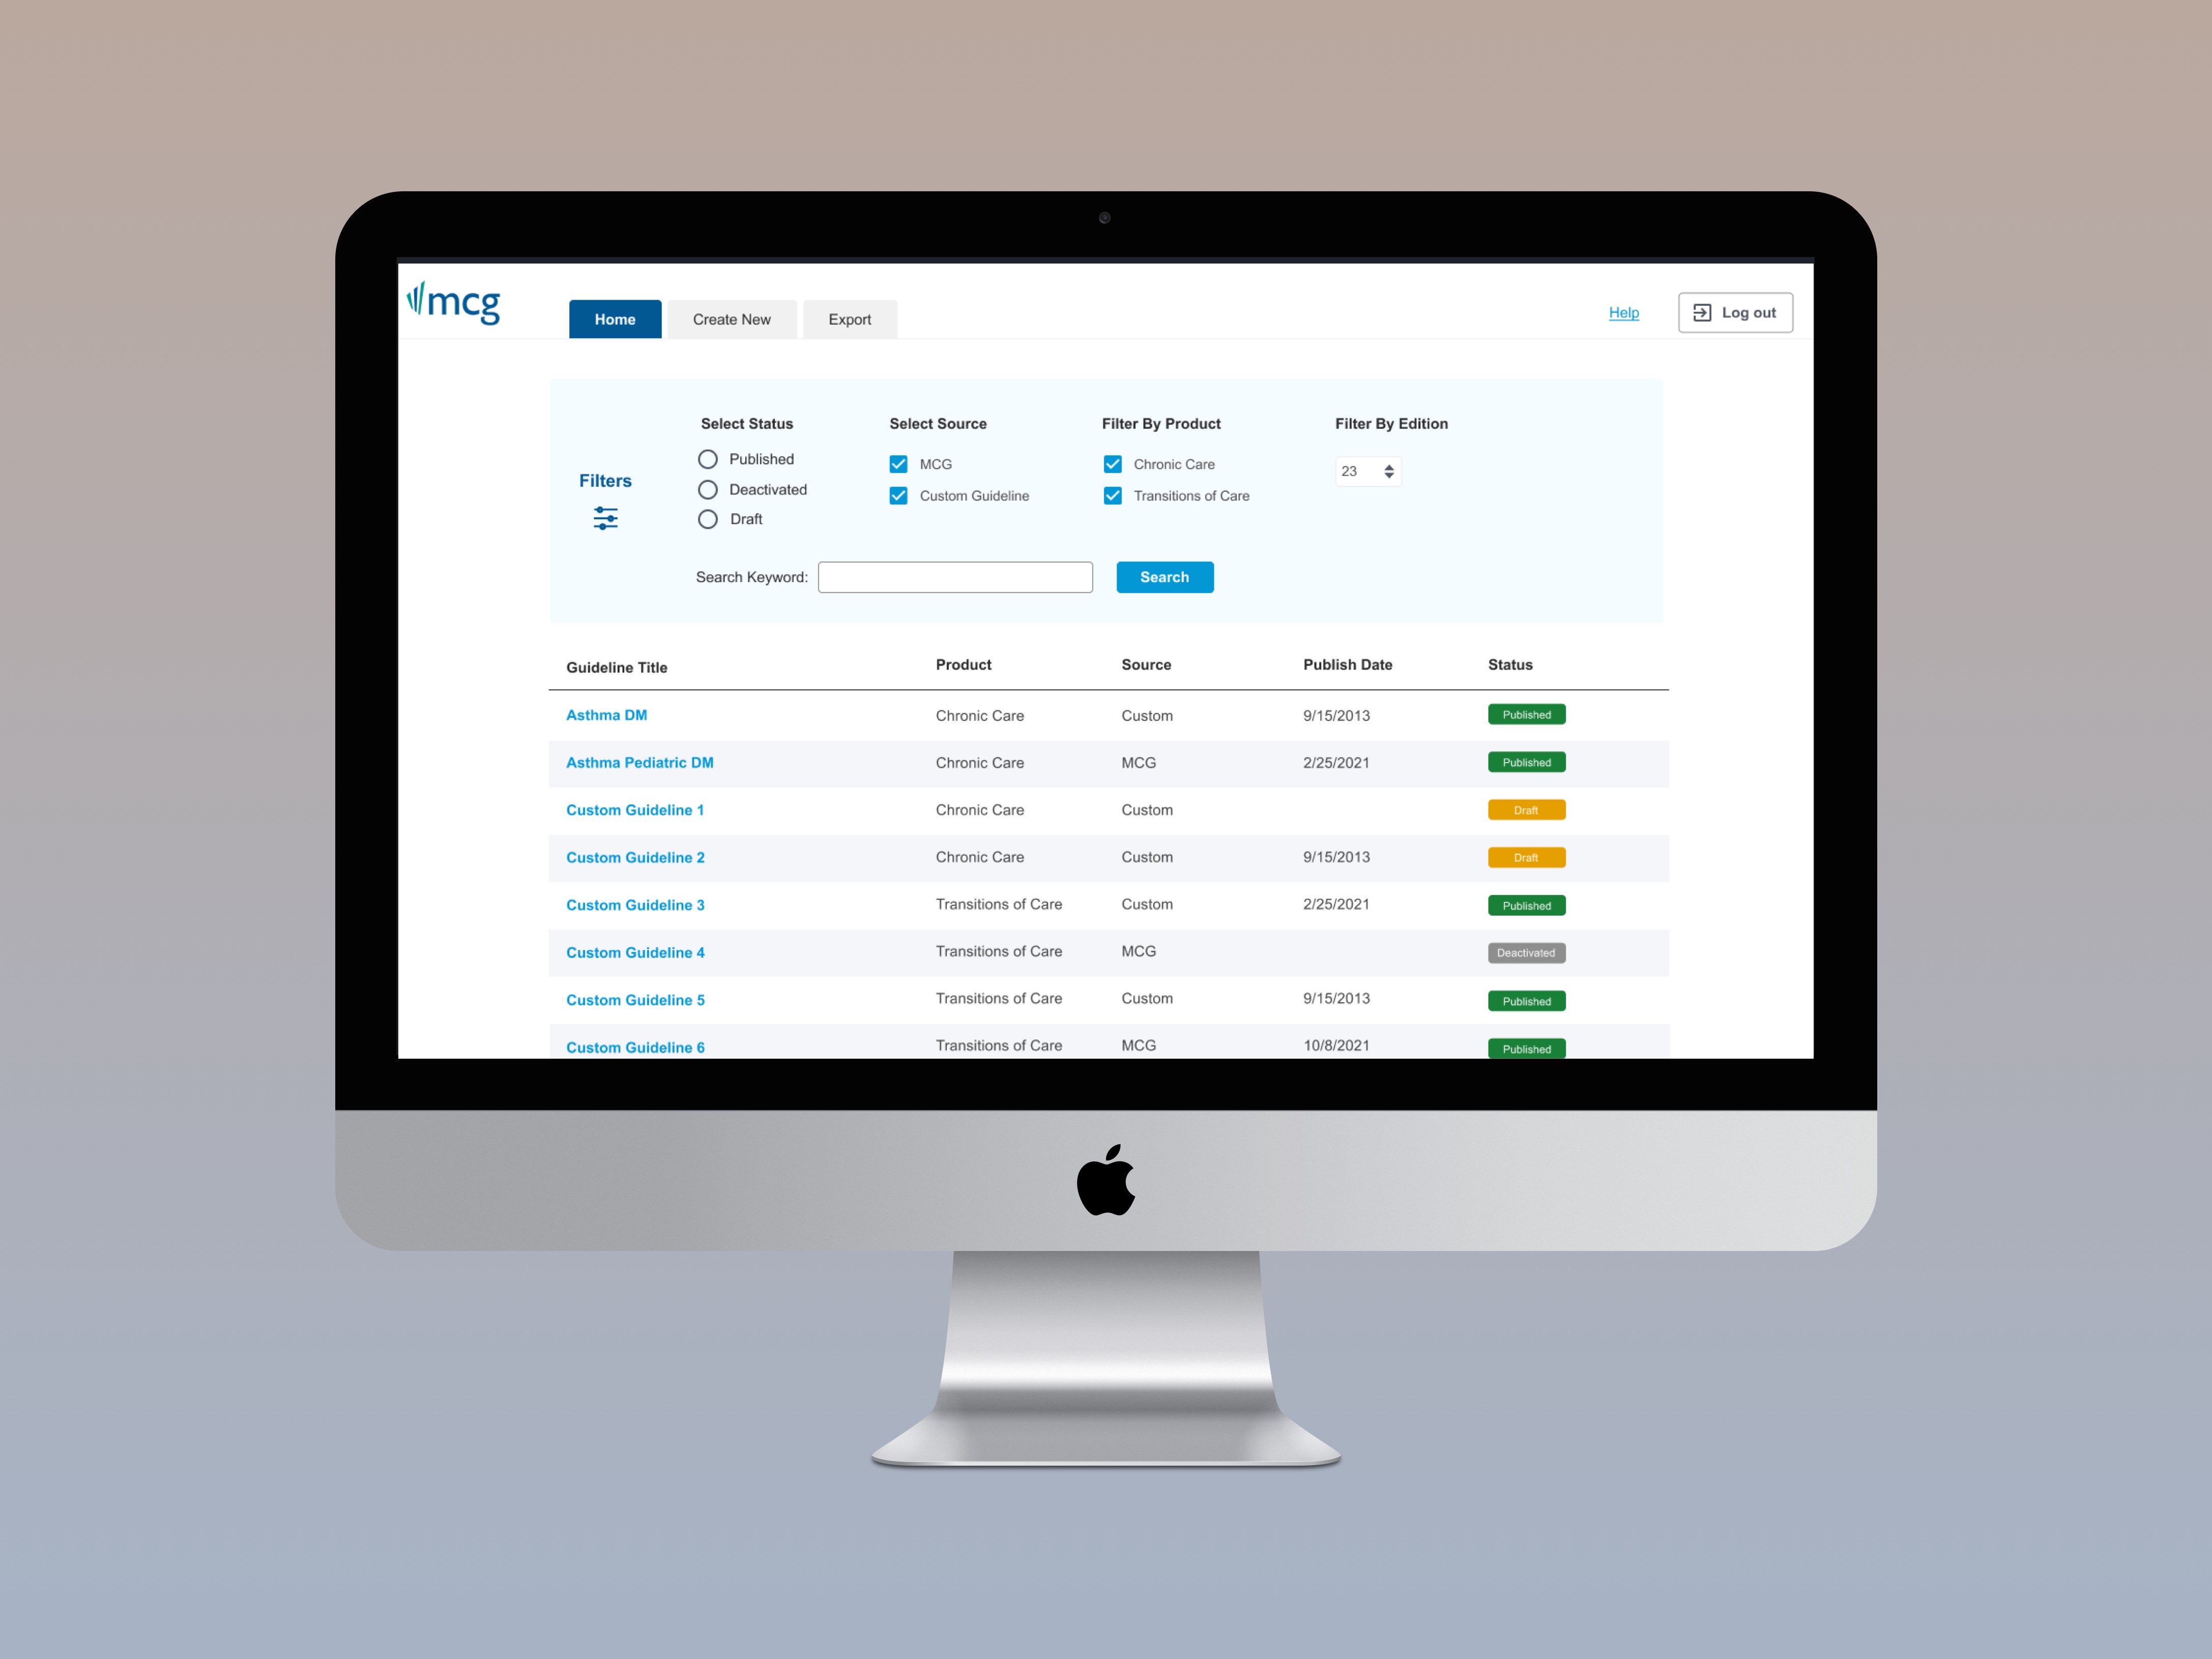 mcg
Home Create New Export Help Log out
Select Status Select Source Filter By Product Filter By Edition
Published MCG Chronic Care 23
Filters Deactivated Custom Guideline Transitions of Care
Draft
Search Keyword: Search
Guideline Title Product Source Publish Date Status
Asthma DM Chronic Care Custom 9/15/2013 Published
Asthma Pediatric DM Chronic Care MCG 2/25/2021 Published
Custom Guideline 1 Chronic Care Custom Draft
Custom Guideline 2 Chronic Care Custom 9/15/2013 Draft
Custom Guideline 3 Transitions of Care Custom 2/25/2021 Published
Custom Guideline 4 Transitions of Care MCG Deactivated
Custom Guideline 5 Transitions of Care Custom 9/15/2013 Published
Custom Guideline 6 Transitions of Care MCG 10/8/2021 Published